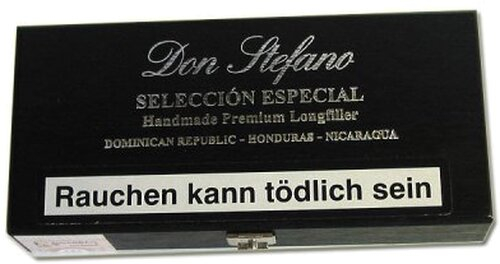 Don Stefano
SELECCIÓN ESPECIAL
Handmade Premium Longfiller
DOMINICAN REPUBLIC - HONDURAS - NICARAGUA
Rauchen kann tödlich sein